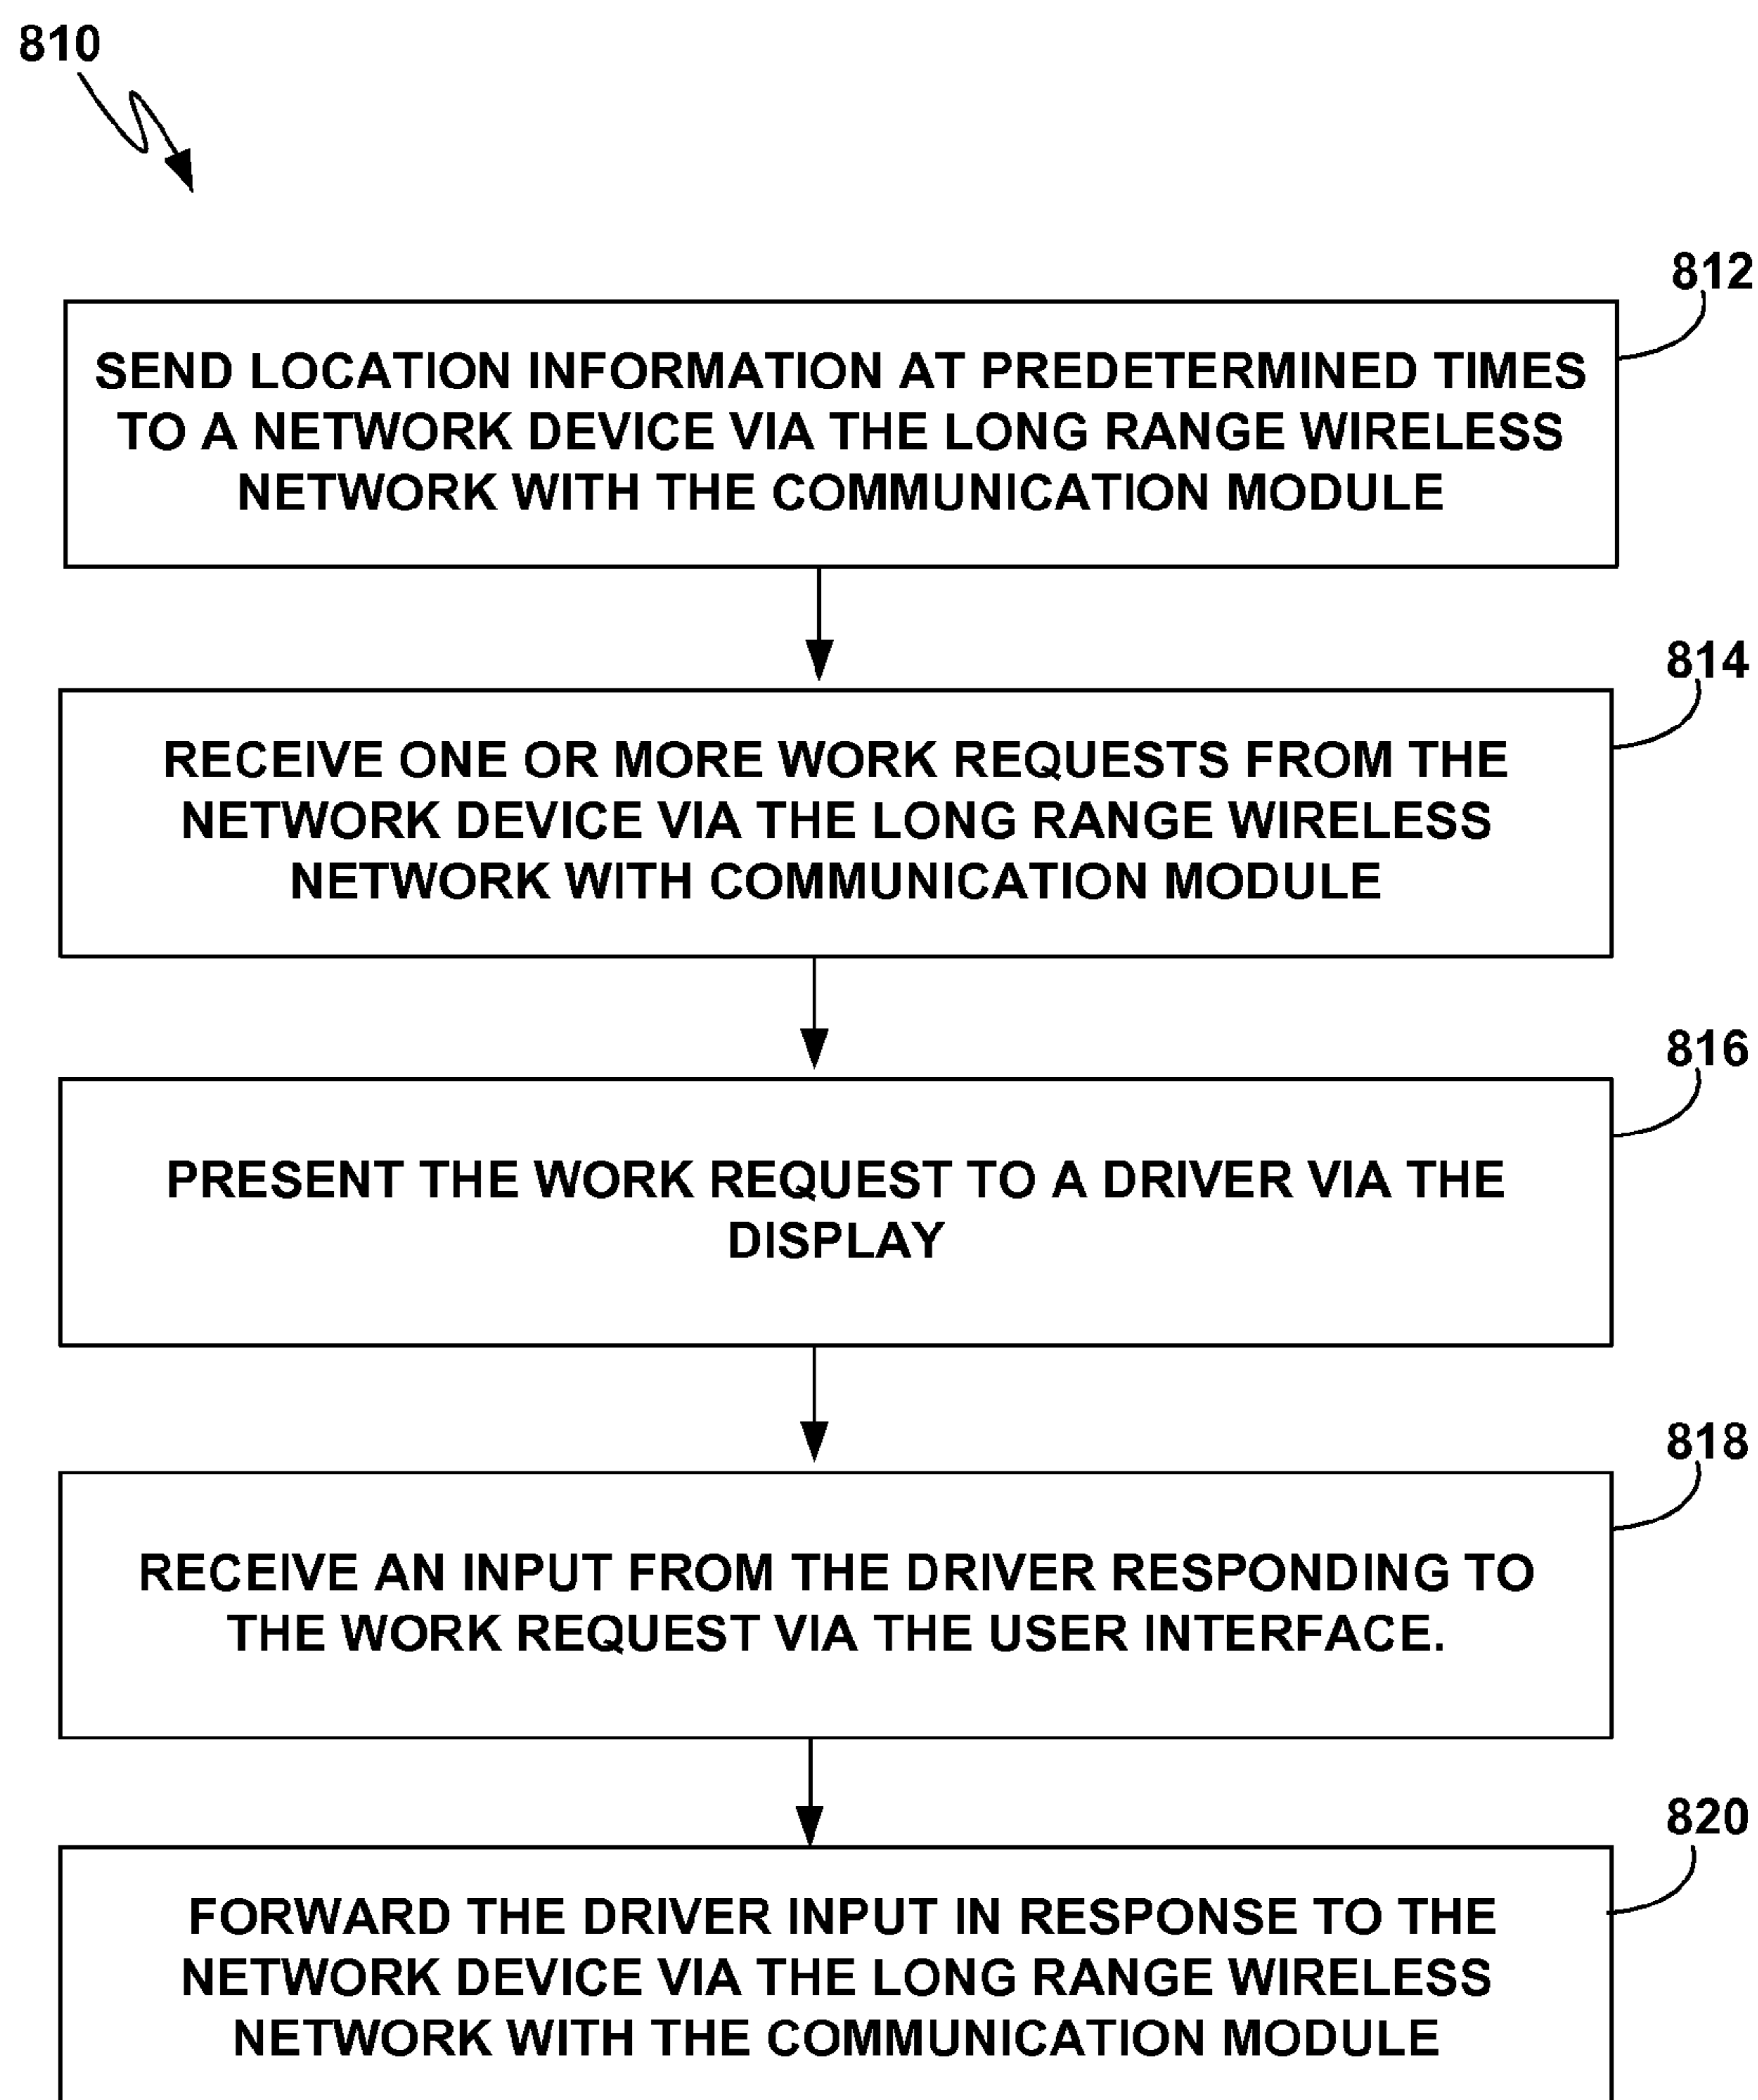 810
812
SEND LOCATION INFORMATION AT PREDETERMINED TIMES
TO A NETWORK DEVICE VIA THE LONG RANGE WIRELESS
NETWORK WITH THE COMMUNICATION MODULE
814
RECEIVE ONE OR MORE WORK REQUESTS FROM THE
NETWORK DEVICE VIA THE LONG RANGE WIRELESS
NETWORK WITH COMMUNICATION MODULE
816
PRESENT THE WORK REQUEST TO A DRIVER VIA THE
DISPLAY
818
RECEIVE AN INPUT FROM THE DRIVER RESPONDING TO
THE WORK REQUEST VIA THE USER INTERFACE.
820
FORWARD THE DRIVER INPUT IN RESPONSE TO THE
NETWORK DEVICE VIA THE LONG RANGE WIRELESS
NETWORK WITH THE COMMUNICATION MODULE